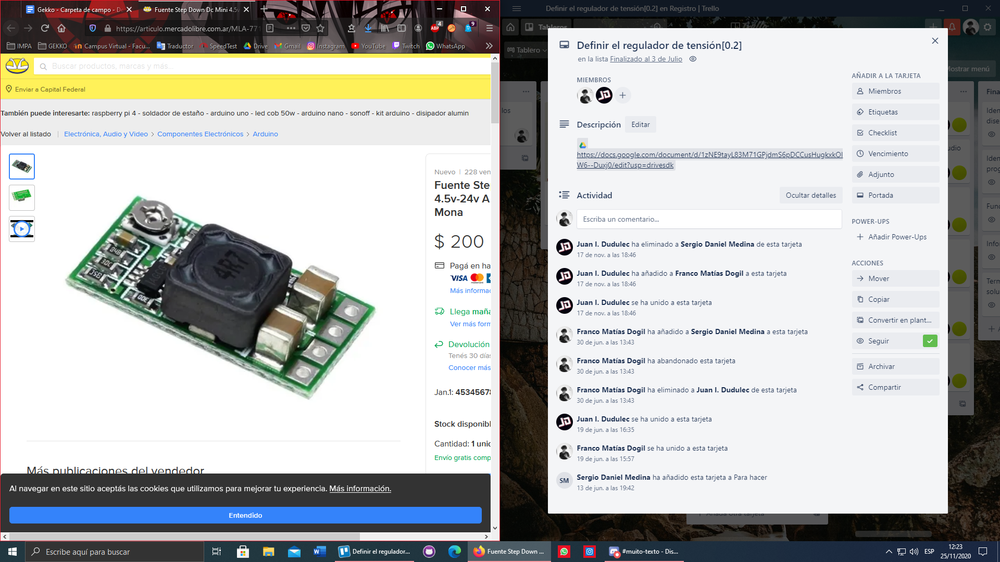 Gekko - Carpeta de campo - D
Fuente Step Down Dc Mini 4.5v
https://articulo.mercadolibre.com.ar/MLA-771
ABP
4
9
IMPA
GEKKO
Campus Virtual - Facu...
Traductor
SpeedTest
Drive
Gmail
Instagram
YouTube
Twitch
WhatsApp
Buscar productos, marcas y más...
Enviar a Capital Federal
También puede interesarte: raspberry pi 4 - soldador de estaño - arduino uno - led cob 50w - arduino nano - sonoff - kit arduino - disipador alumin
Volver al listado
Electrónica, Audio y Video > Componentes Electrónicos > Arduino
4R7
84B
30C
Nuevo | 228 ven
Fuente Ste
4.5v-24v A
Mona
$ 200
Pagá en ha
VISA
mastercard
Más informac
Llega maña
Ver más form
Devolución
Tenés 30 días
Conocer más
Jan.1: 45345678
Stock disponibl
Cantidad: 1 unid
Envío gratis comp
Más publicaciones del vendedor
Al navegar en este sitio aceptás las cookies que utilizamos para mejorar tu experiencia. Más información.
Entendido
Definir el regulador de tensión[0.2] en Registro | Trello
Tableros
Trello
Tablero
Mostrar menú
los
udio
Fina
Iden
dise
Iden
prog
Func
Infor
Term
solu
Añada otra tarjeta
Definir el regulador de tensión[0.2]
en la lista Finalizado al 3 de Julio
MIEMBROS
JD
Descripción
Editar
https://docs.google.com/document/d/1zNE9tayL83M71GPjdmS6pDCCusHugkxkOI
W6--Duxj0/edit?usp=drivesdk
Actividad
Ocultar detalles
Escriba un comentario...
Juan I. Dudulec ha eliminado a Sergio Daniel Medina de esta tarjeta
17 de nov. a las 18:46
Juan I. Dudulec ha añadido a Franco Matías Dogil a esta tarjeta
17 de nov. a las 18:46
Juan I. Dudulec se ha unido a esta tarjeta
17 de nov. a las 18:46
Franco Matías Dogil ha añadido a Sergio Daniel Medina a esta tarjeta
30 de jun. a las 13:43
Franco Matías Dogil ha abandonado esta tarjeta
30 de jun. a las 13:43
Franco Matías Dogil ha eliminado a Juan I. Dudulec de esta tarjeta
30 de jun. a las 13:43
Juan I. Dudulec se ha unido a esta tarjeta
19 de jun. a las 16:35
Franco Matías Dogil se ha unido a esta tarjeta
19 de jun. a las 15:57
SM
Sergio Daniel Medina ha añadido esta tarjeta a Para hacer
13 de jun. a las 19:42
AÑADIR A LA TARJETA
Miembros
Etiquetas
Checklist
Vencimiento
Adjunto
Portada
POWER-UPS
Añadir Power-Ups
ACCIONES
Mover
Copiar
Convertir en plant...
Seguir
Archivar
Compartir
Escribe aquí para buscar
Definir el regulador...
Fuente Step Down ...
#muito-texto - Dis...
ESP
12:23
25/11/2020